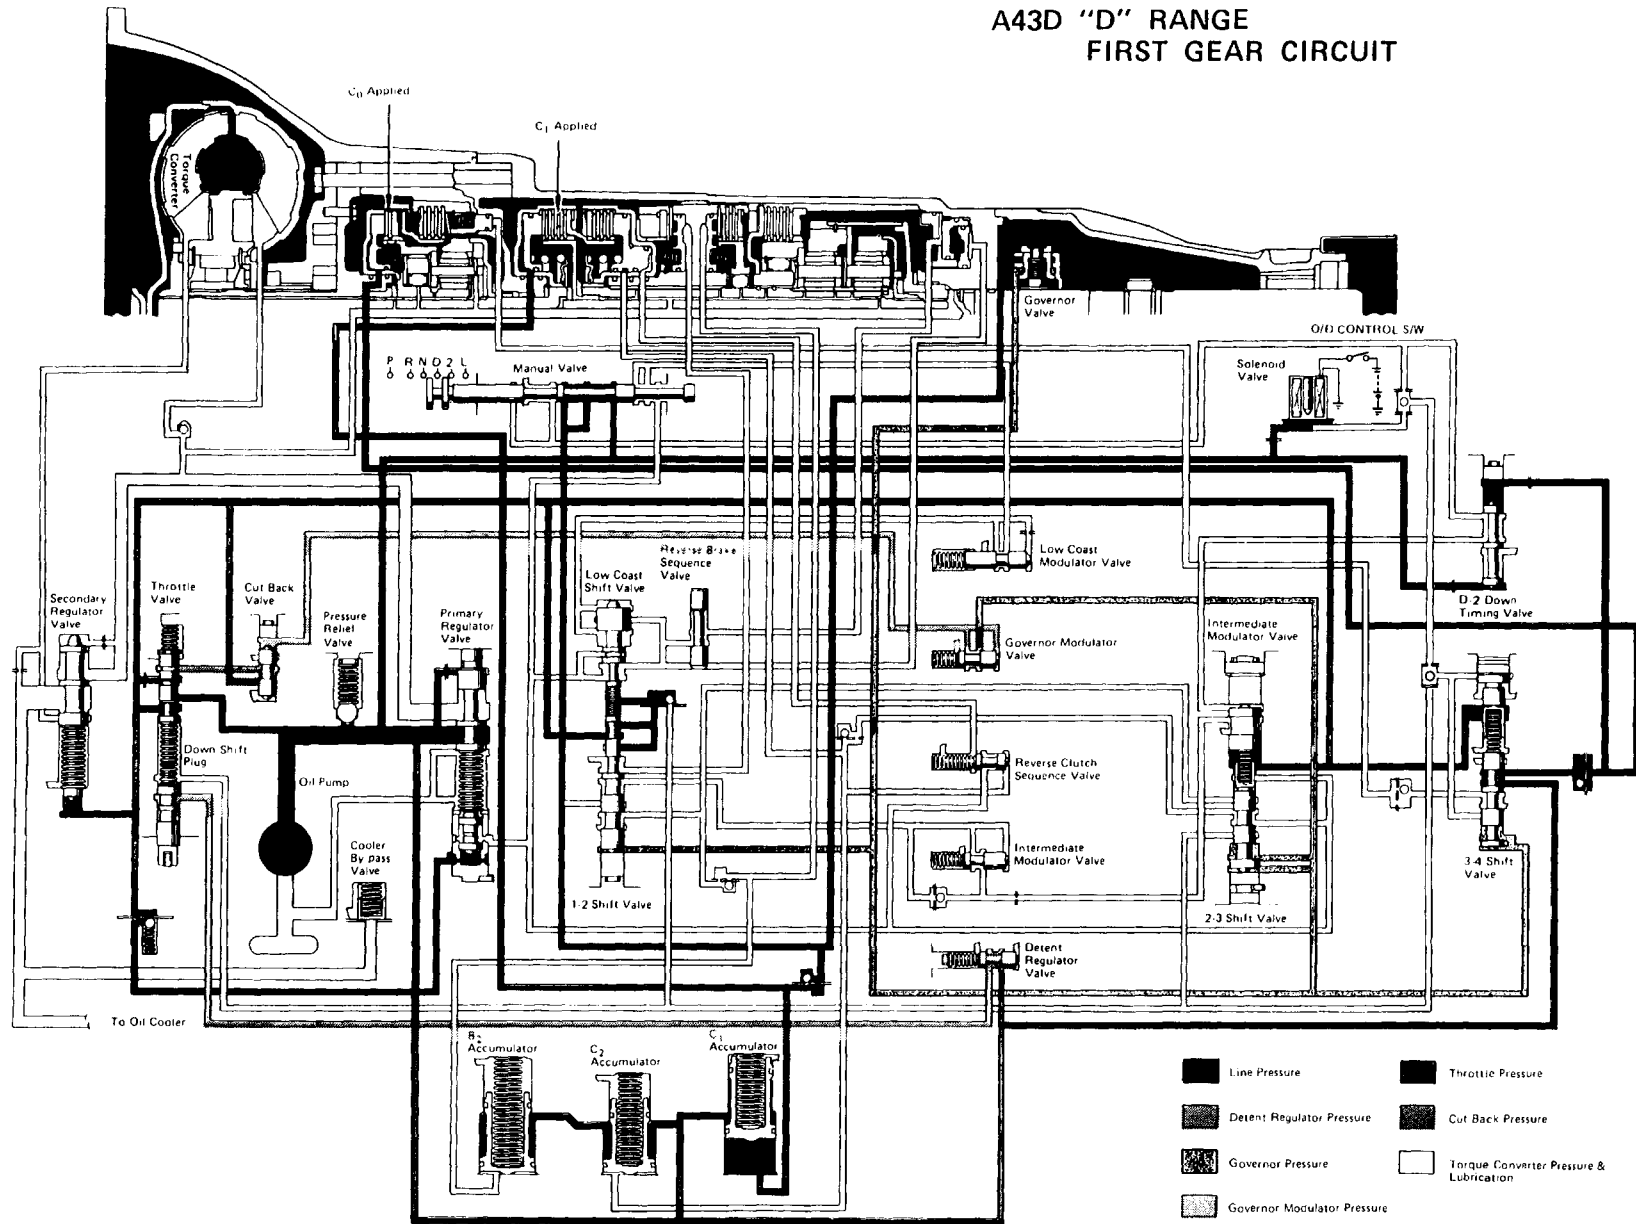 A43D "D" RANGE
FIRST GEAR CIRCUIT
C0 Applied
C1 Applied
Torque
Converter
Governor
Valve
O/D CONTROL S/W
Solenoid
Valve
P R N D 2 L
Manual Valve
Low Coast
Modulator Valve
Reverse Brake
Sequence
Valve
Low Coast
Shift Valve
D-2 Down
Timing Valve
Throttle
Valve
Cut Back
Valve
Secondary
Regulator
Valve
Pressure
Relief
Valve
Primary
Regulator
Valve
Governor Modulator
Valve
Intermediate
Modulator Valve
Down Shift
Plug
Oil Pump
Reverse Clutch
Sequence Valve
Cooler
By pass
Valve
Intermediate
Modulator Valve
3-4 Shift
Valve
1-2 Shift Valve
2-3 Shift Valve
Detent
Regulator
Valve
To Oil Cooler
B2
Accumulator
C2
Accumulator
C1
Accumulator
Line Pressure
Throttle Pressure
Detent Regulator Pressure
Cut Back Pressure
Governor Pressure
Torque Converter Pressure &
Lubrication
Governor Modulator Pressure